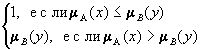 1, если μA(x) ≤ μB(y)
μB(y), если μA(x) > μB(y)